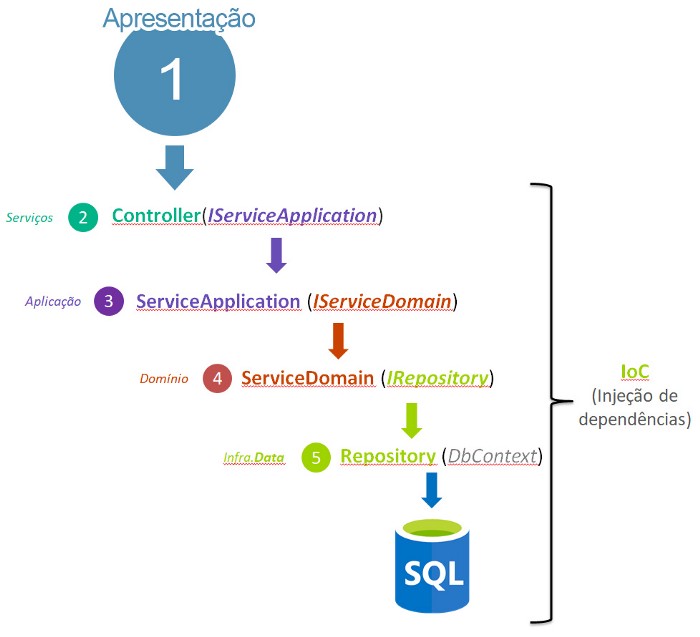 Apresentação
1
Serviços 2 Controller(IServiceApplication)
Aplicação 3 ServiceApplication (IServiceDomain)
Domínio 4 ServiceDomain (IRepository)
Infra.Data 5 Repository (DbContext)
SQL
IoC
(Injeção de
dependências)